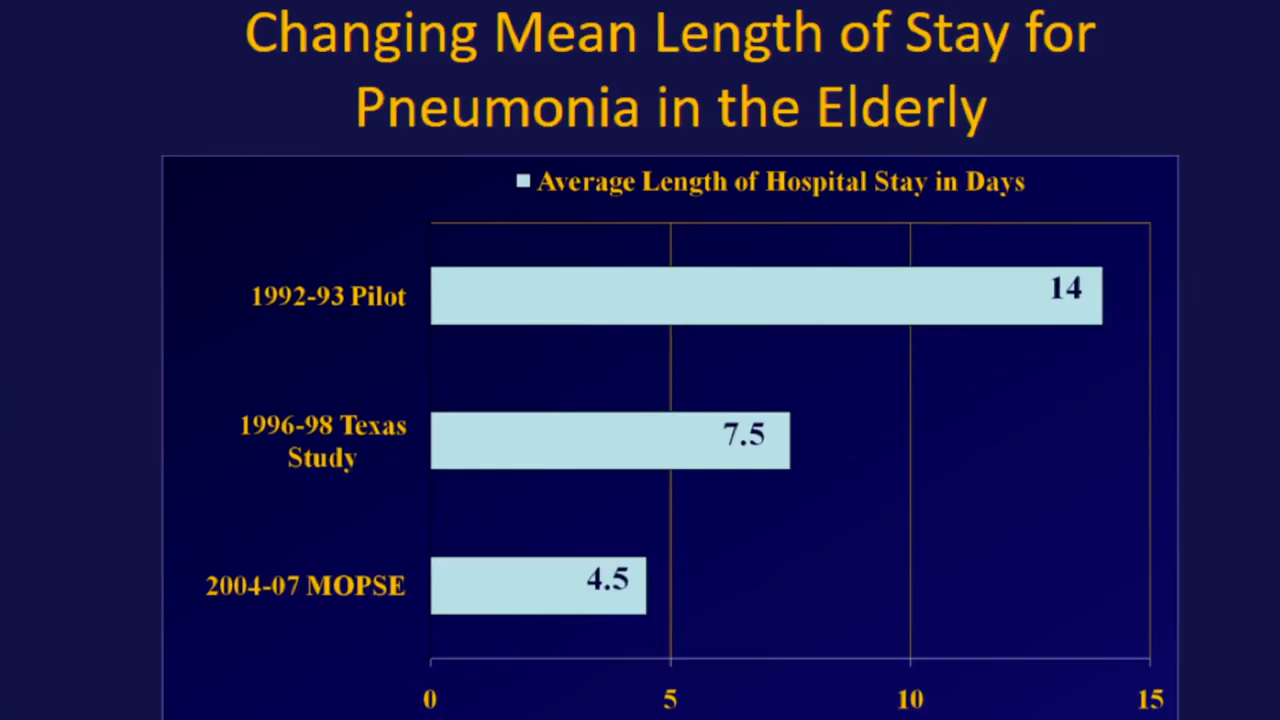 Changing Mean Length of Stay for
Pneumonia in the Elderly
Average Length of Hospital Stay in Days
1992-93 Pilot
14
1996-98 Texas
Study
7.5
2004-07 MOPSE
4.5
0 5 10 15